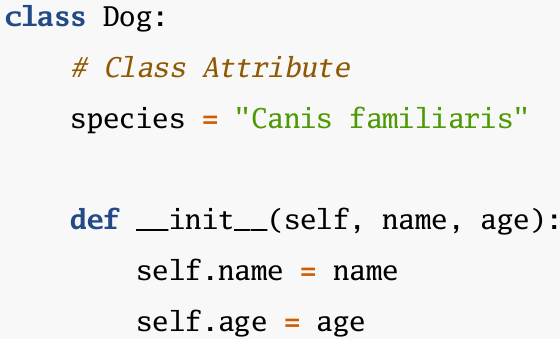 class Dog:
    # Class Attribute
    species = "Canis familiaris"

    def __init__(self, name, age):
        self.name = name
        self.age = age